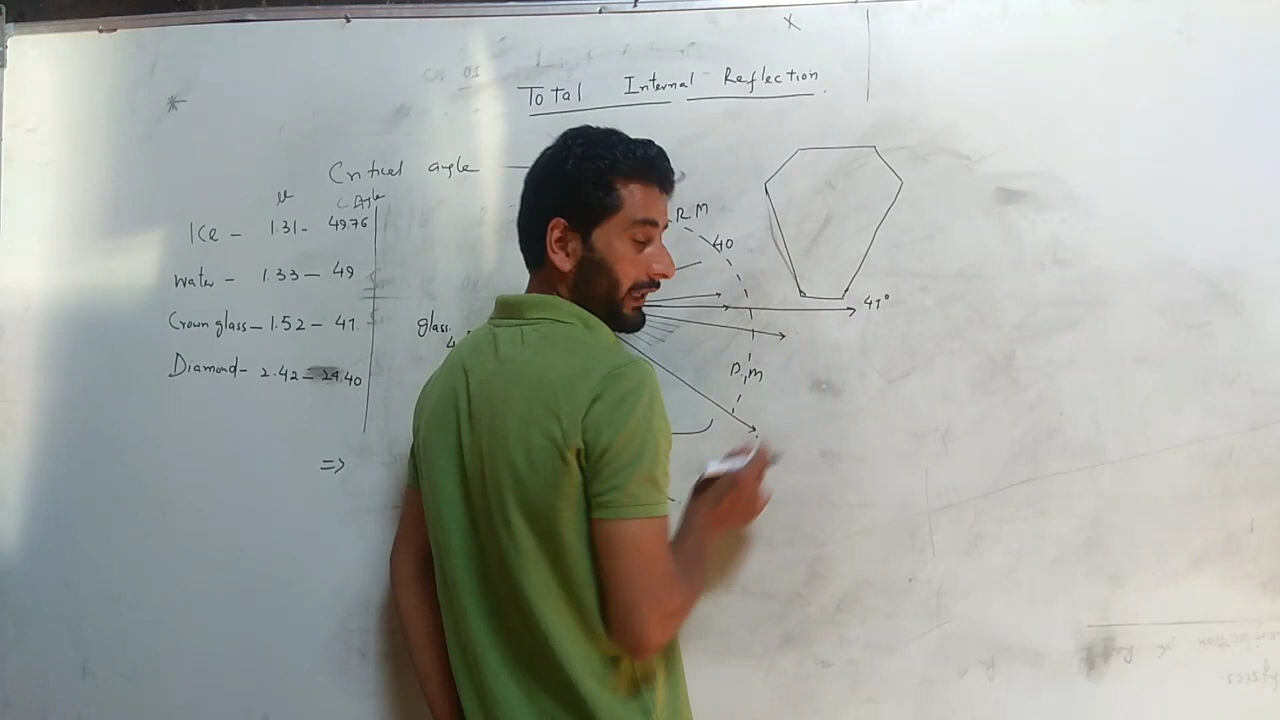 Total Internal Reflection.
Critical angle
μ C Angle
Ice - 1.31 - 49.76
Water - 1.33 - 49
Crown glass - 1.52 - 41
Diamond - 2.42 = 24.40
=>
glass
R M
40
41°
D, M